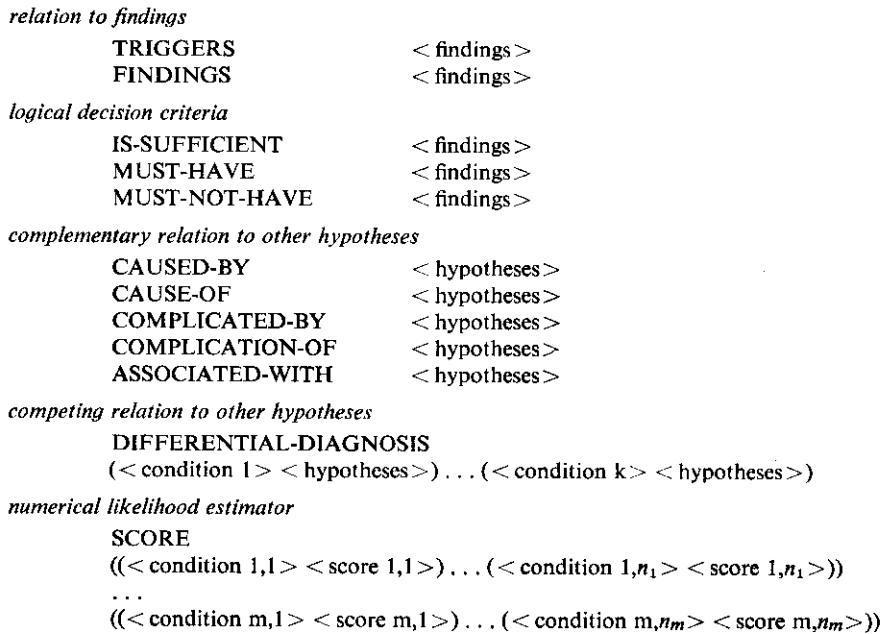 relation to findings
TRIGGERS < findings >
FINDINGS < findings >
logical decision criteria
IS-SUFFICIENT < findings >
MUST-HAVE < findings >
MUST-NOT-HAVE < findings >
complementary relation to other hypotheses
CAUSED-BY < hypotheses >
CAUSE-OF < hypotheses >
COMPLICATED-BY < hypotheses >
COMPLICATION-OF < hypotheses >
ASSOCIATED-WITH < hypotheses >
competing relation to other hypotheses
DIFFERENTIAL-DIAGNOSIS
(< condition 1> < hypotheses >) . . . (< condition k> < hypotheses >)
numerical likelihood estimator
SCORE
((< condition 1,1 > < score 1,1 >) . . . (< condition 1,n₁ > < score 1,n₁ >))
. . .
((< condition m,1 > < score m,1 >) . . . (< condition m,nₘ > < score m,nₘ >))